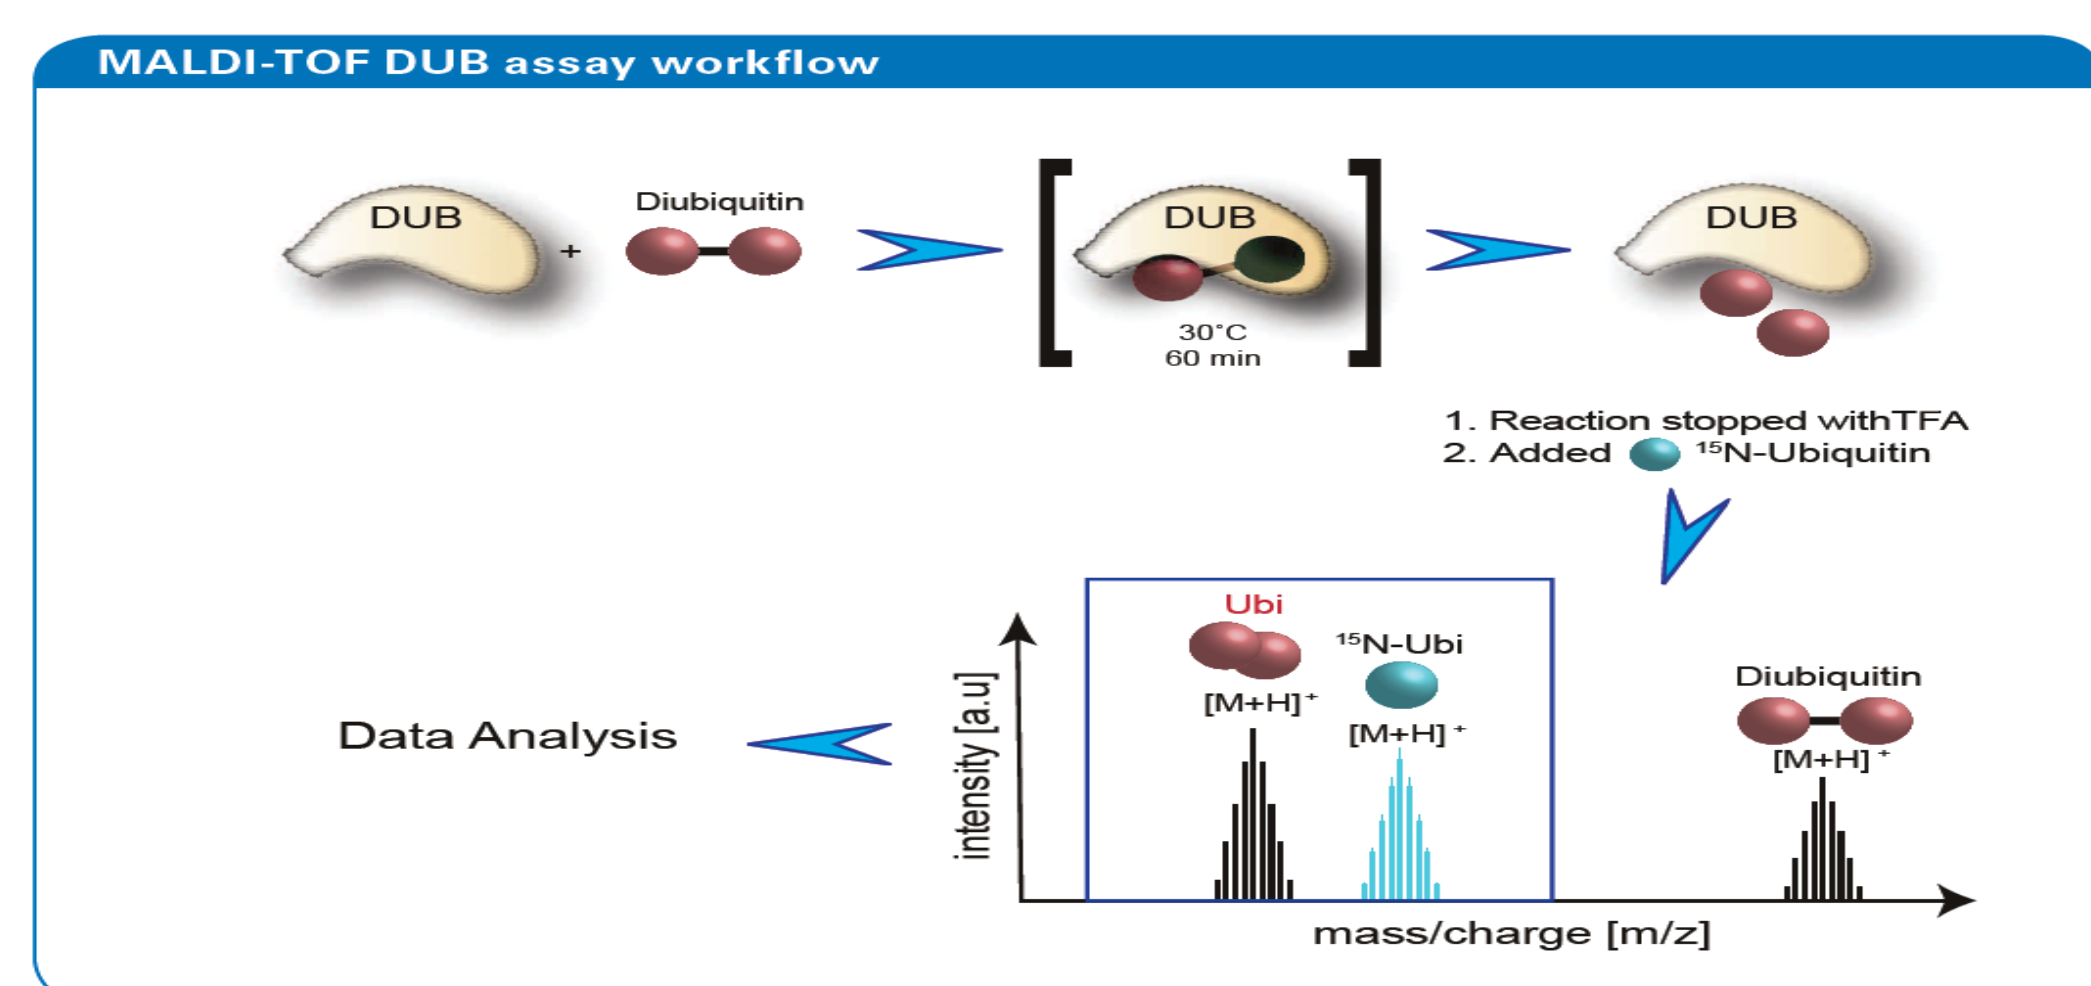 MALDI-TOF DUB assay workflow
DUB
+
Diubiquitin
DUB
30°C
60 min
DUB
1. Reaction stopped withTFA
2. Added ¹⁵N-Ubiquitin
Ubi
[M+H]⁺
¹⁵N-Ubi
[M+H]⁺
Diubiquitin
[M+H]⁺
intensity [a.u]
mass/charge [m/z]
Data Analysis